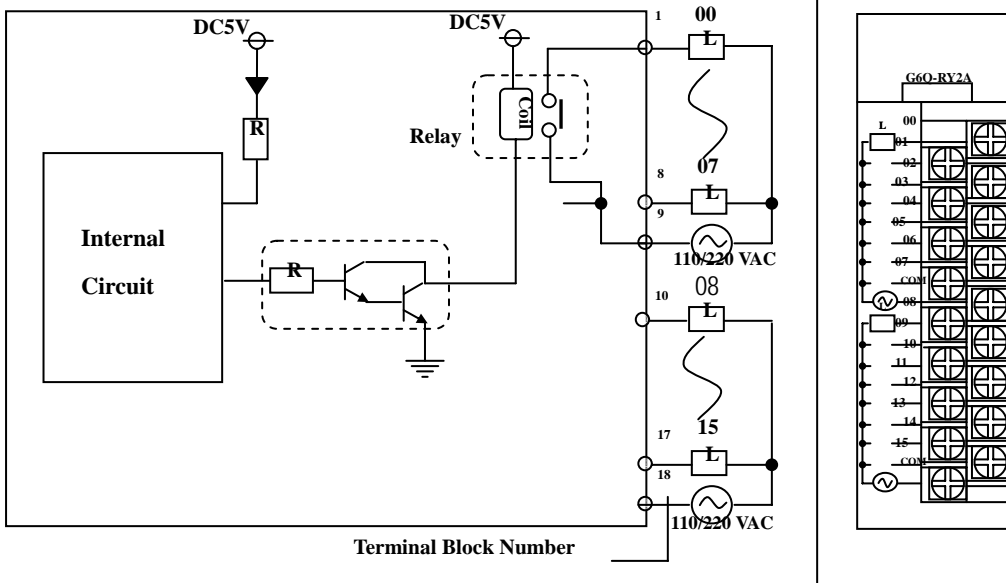 DC5V
DC5V
R
Coil
Relay
Internal
Circuit
R
1
00
L
07
8
L
9
110/220 VAC
08
10
L
15
17
L
18
110/220 VAC
Terminal Block Number
G6Q-RY2A
00
L
01
02
03
04
05
06
07
COM
08
09
10
11
12
13
14
15
COM